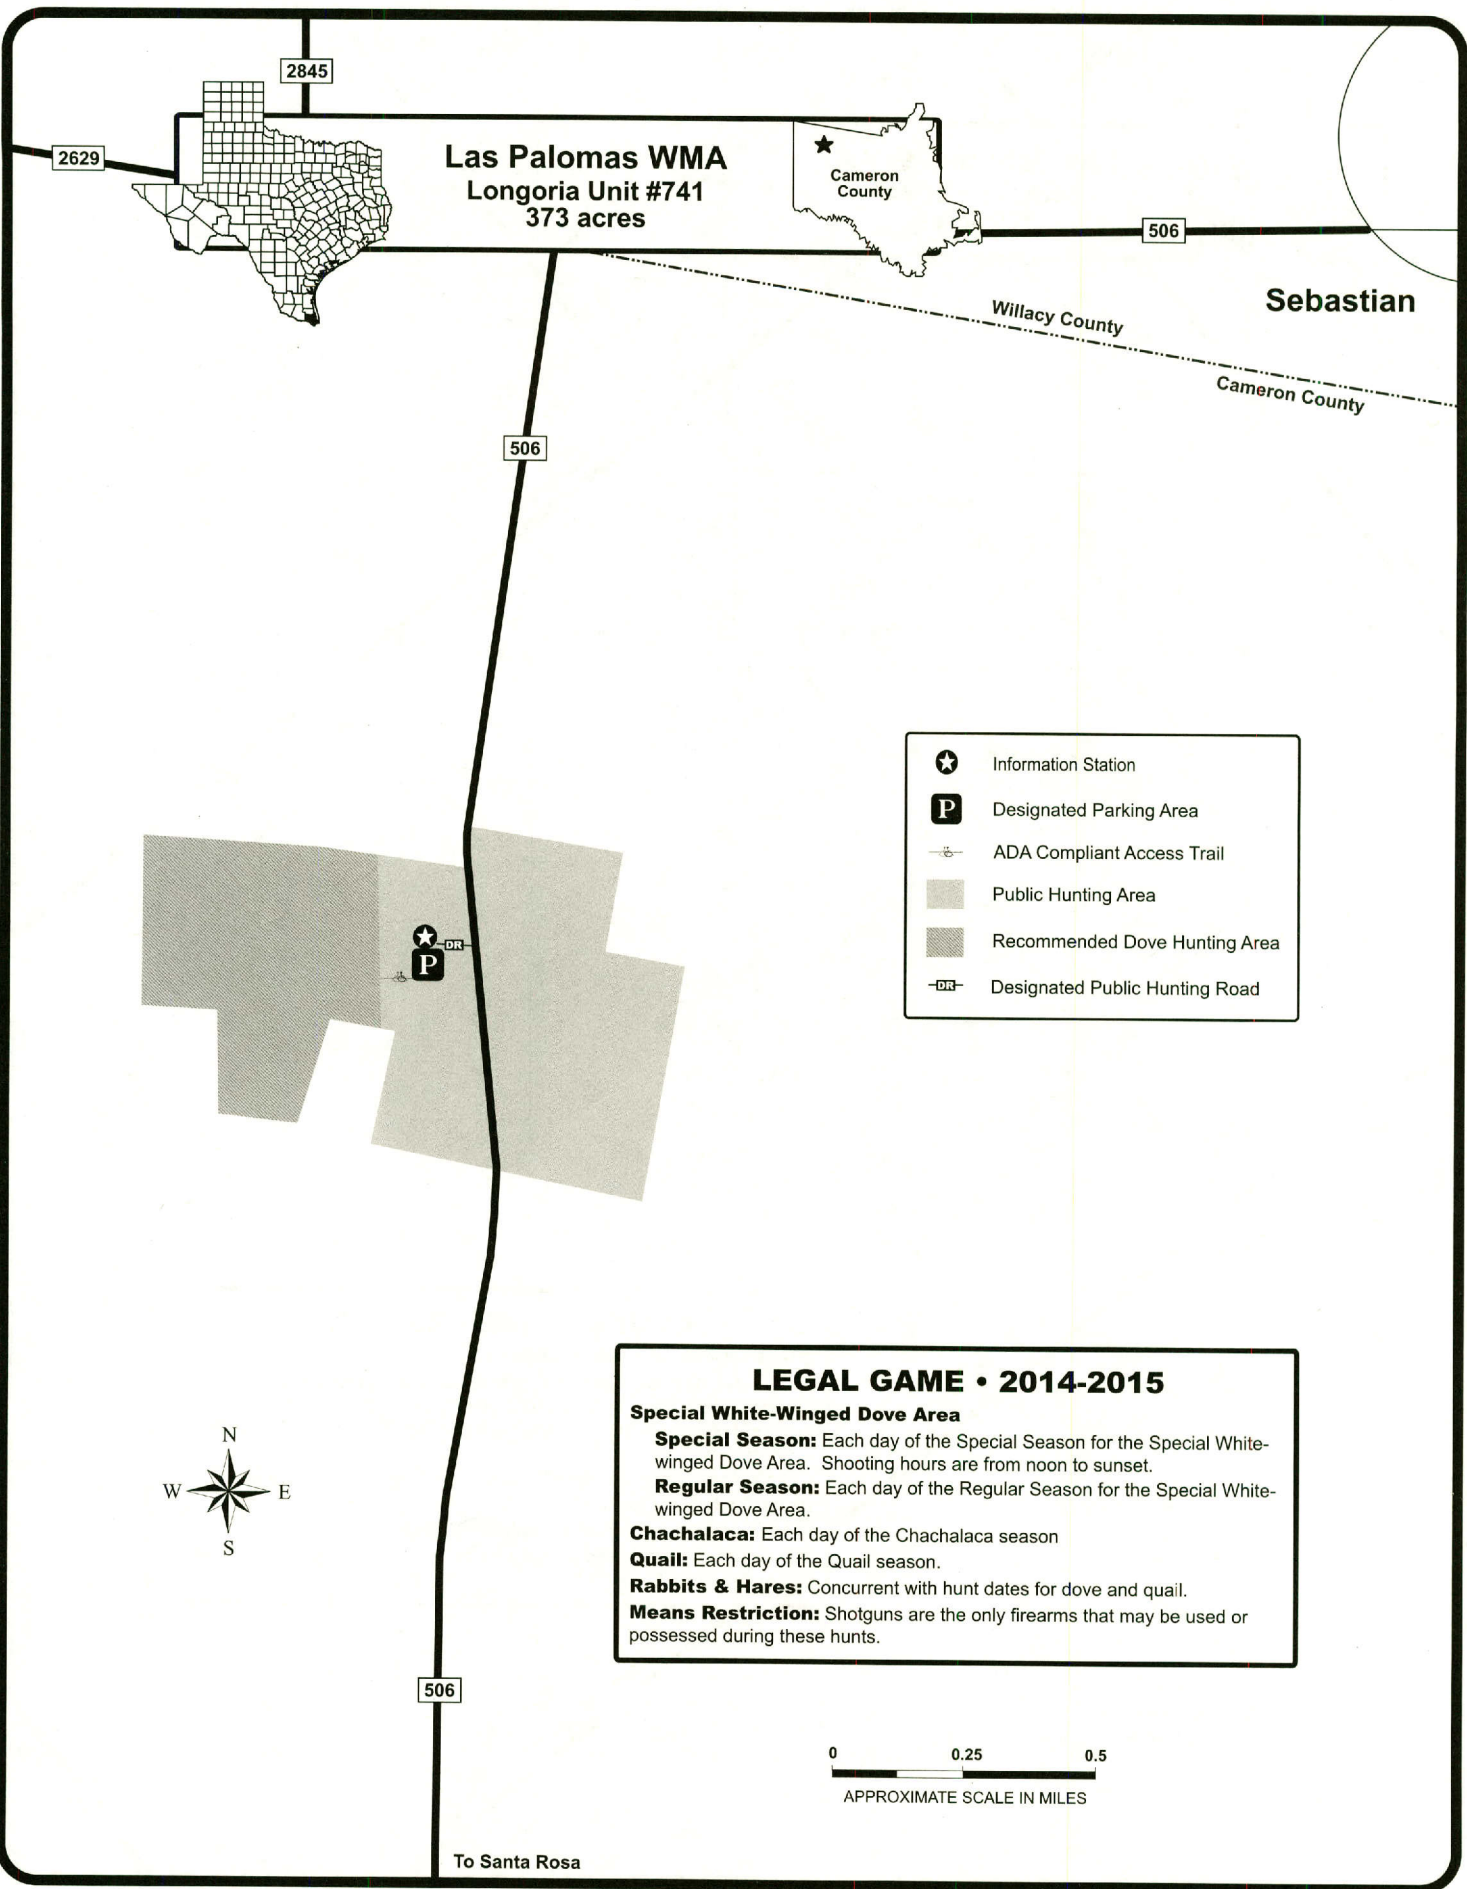 2845
2629
Las Palomas WMA
Longoria Unit #741
373 acres
Cameron
County
506
Sebastian
Willacy County
Cameron County
506
Information Station
P
Designated Parking Area
ADA Compliant Access Trail
Public Hunting Area
Recommended Dove Hunting Area
DR
Designated Public Hunting Road
DR
P
LEGAL GAME • 2014-2015
Special White-Winged Dove Area
Special Season: Each day of the Special Season for the Special White-
winged Dove Area. Shooting hours are from noon to sunset.
Regular Season: Each day of the Regular Season for the Special White-
winged Dove Area.
Chachalaca: Each day of the Chachalaca season
Quail: Each day of the Quail season.
Rabbits & Hares: Concurrent with hunt dates for dove and quail.
Means Restriction: Shotguns are the only firearms that may be used or
possessed during these hunts.
N
W E
S
506
0 0.25 0.5
APPROXIMATE SCALE IN MILES
To Santa Rosa